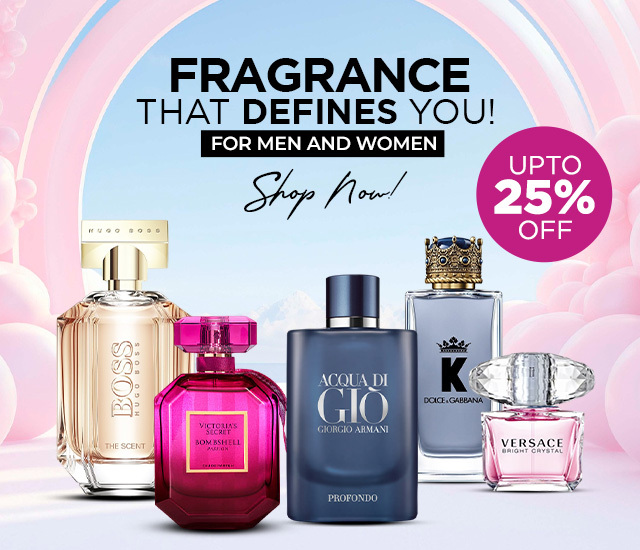 FRAGRANCE
THAT DEFINES YOU!
FOR MEN AND WOMEN
Shop Now!
UPTO
25%
OFF
HUGO BOSS
BOSS
HUGO BOSS
THE SCENT
VICTORIA'S
SECRET
BOMBSHELL
ACQUA DI
GIÒ
GIORGIO ARMANI
PROFONDO
K
DOLCE & GABBANA
VERSACE
BRIGHT CRYSTAL